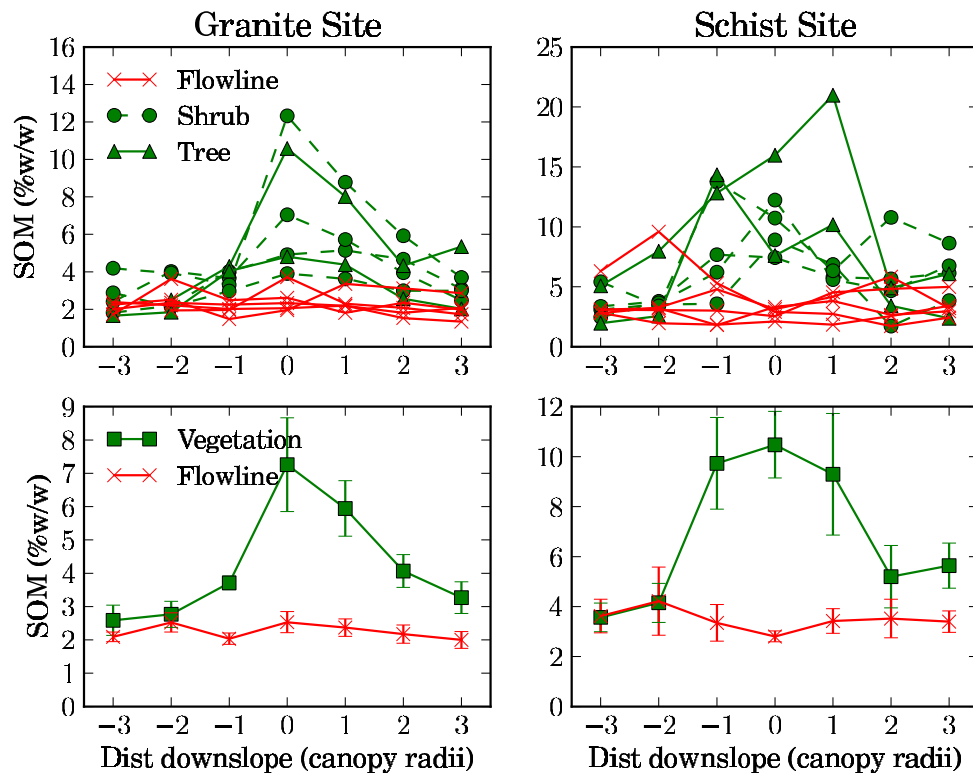 Granite Site
Schist Site
SOM (%w/w)
16
14
12
10
8
6
4
2
0
Flowline
Shrub
Tree
−3 −2 −1 0 1 2 3
SOM (%w/w)
25
20
15
10
5
0
−3 −2 −1 0 1 2 3
SOM (%w/w)
9
8
7
6
5
4
3
2
1
0
Vegetation
Flowline
−3 −2 −1 0 1 2 3
Dist downslope (canopy radii)
12
10
8
6
4
2
0
−3 −2 −1 0 1 2 3
Dist downslope (canopy radii)